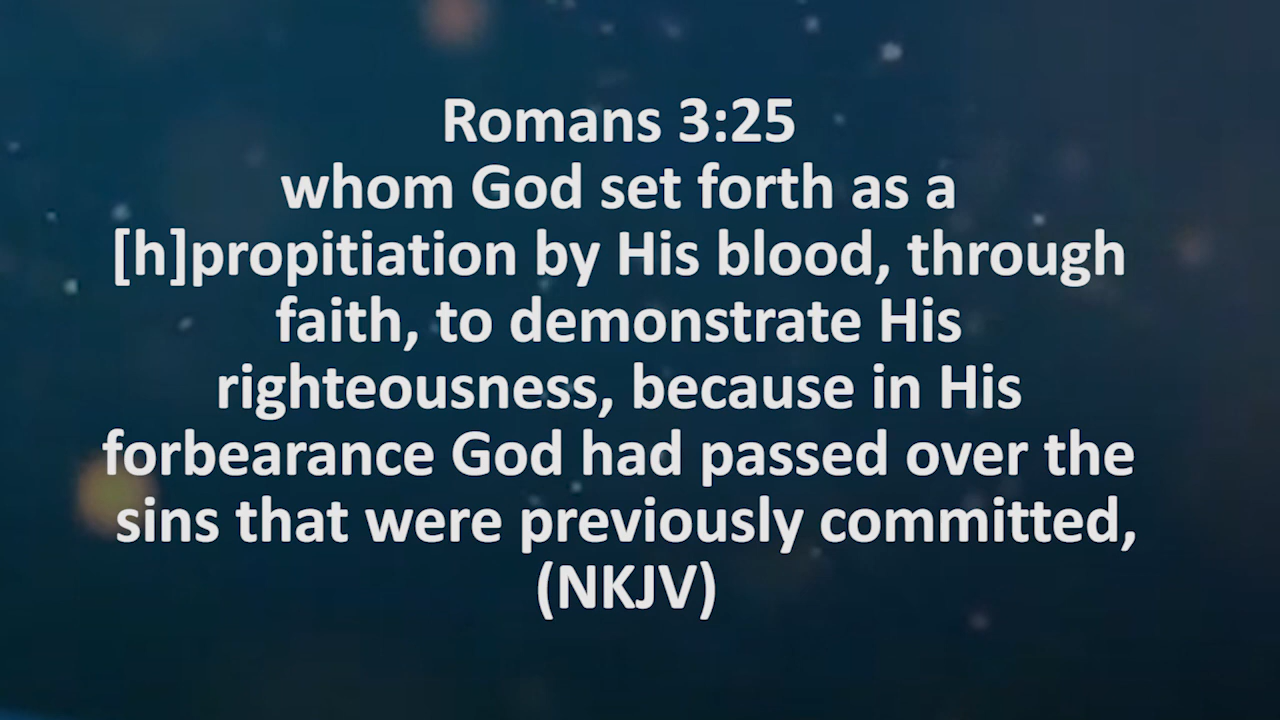 Romans 3:25
whom God set forth as a
[h]propitiation by His blood, through
faith, to demonstrate His
righteousness, because in His
forbearance God had passed over the
sins that were previously committed,
(NKJV)